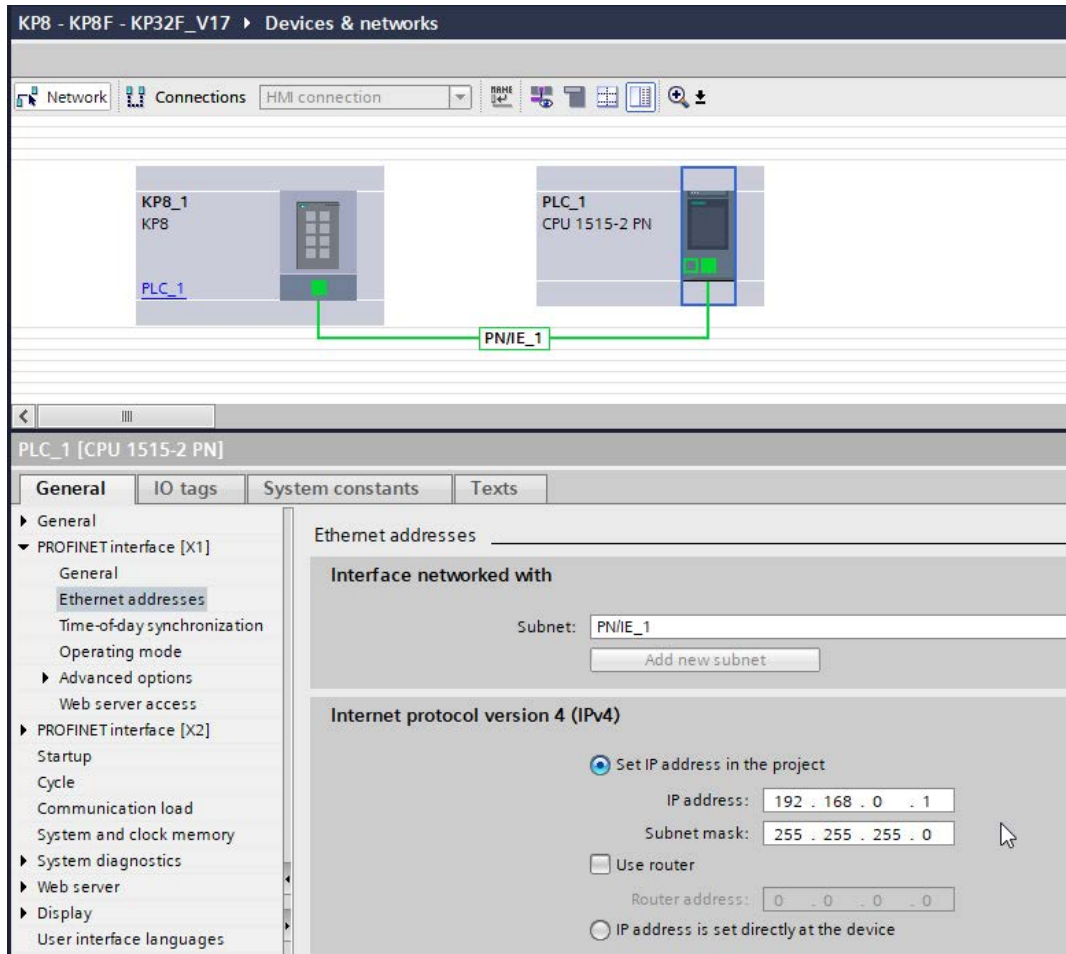 KP8 - KP8F - KP32F_V17 ▸ Devices & networks
Network Connections HMI connection
KP8_1
KP8
PLC_1
PLC_1
CPU 1515-2 PN
PN/IE_1
PLC_1 [CPU 1515-2 PN]
General IO tags System constants Texts
General
PROFINET interface [X1]
General
Ethernet addresses
Time-of-day synchronization
Operating mode
Advanced options
Web server access
PROFINET interface [X2]
Startup
Cycle
Communication load
System and clock memory
System diagnostics
Web server
Display
User interface languages
Ethernet addresses
Interface networked with
Subnet: PN/IE_1
Add new subnet
Internet protocol version 4 (IPv4)
Set IP address in the project
IP address: 192 . 168 . 0 . 1
Subnet mask: 255 . 255 . 255 . 0
Use router
Router address: 0 . 0 . 0 . 0
IP address is set directly at the device